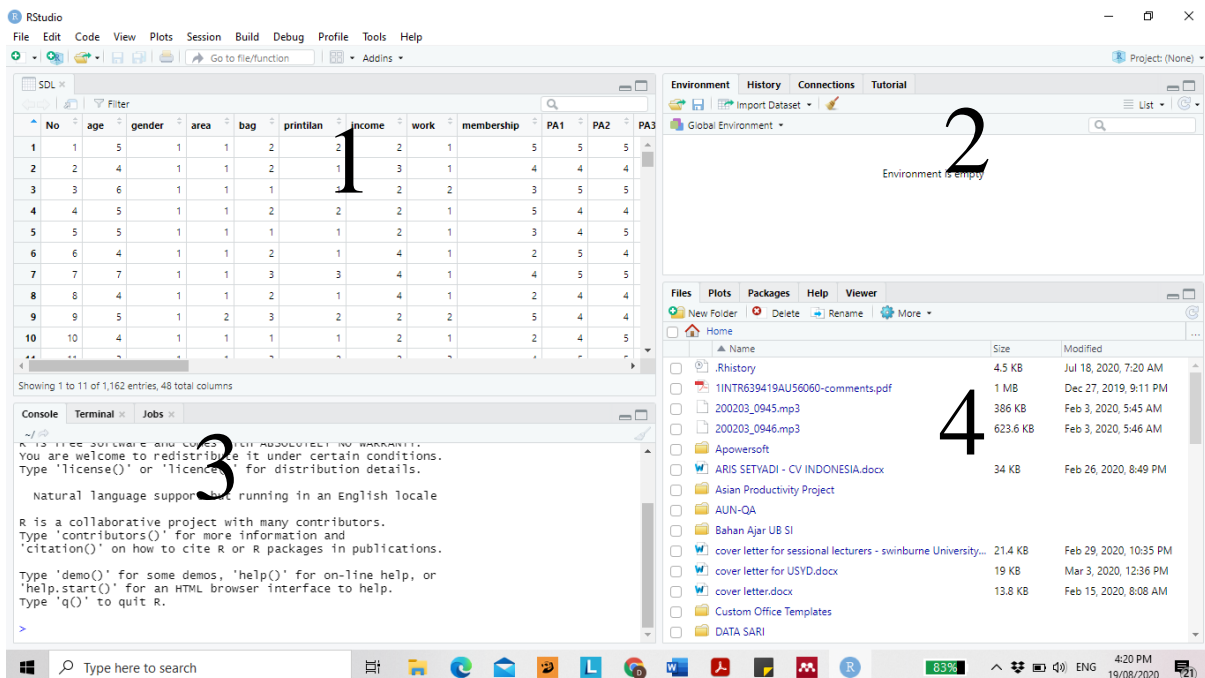 RStudio
File Edit Code View Plots Session Build Debug Profile Tools Help
Go to file/function Addins Project: (None)
SDL
Filter
No age gender area bag printilan income work membership PA1 PA2 PA3
1 1 5 1 1 2 2 2 1 5 5 5
2 2 4 1 1 2 1 3 1 4 4 4
3 3 6 1 1 1 1 2 2 3 5 5
4 4 5 1 1 2 2 2 1 5 4 4
5 5 5 1 1 1 1 2 1 3 4 5
6 6 4 1 1 2 1 4 1 2 5 4
7 7 7 1 1 3 3 4 1 4 5 5
8 8 4 1 1 2 1 4 1 2 4 4
9 9 5 1 2 3 2 2 2 5 4 4
10 10 4 1 1 1 1 2 1 2 4 5
Showing 1 to 11 of 1,162 entries, 48 total columns
1
Environment History Connections Tutorial
Import Dataset List
Global Environment
Environment is empty
2
Console Terminal Jobs
~/
R is free software and comes with ABSOLUTELY NO WARRANTY.
You are welcome to redistribute it under certain conditions.
Type 'license()' or 'licence()' for distribution details.
Natural language support but running in an English locale
R is a collaborative project with many contributors.
Type 'contributors()' for more information and
'citation()' on how to cite R or R packages in publications.
Type 'demo()' for some demos, 'help()' for on-line help, or
'help.start()' for an HTML browser interface to help.
Type 'q()' to quit R.
>
3
Files Plots Packages Help Viewer
New Folder Delete Rename More
Home ...
Name Size Modified
.Rhistory 4.5 KB Jul 18, 2020, 7:20 AM
1INTR639419AU56060-comments.pdf 1 MB Dec 27, 2019, 9:11 PM
200203_0945.mp3 386 KB Feb 3, 2020, 5:45 AM
200203_0946.mp3 623.6 KB Feb 3, 2020, 5:46 AM
Apowersoft
ARIS SETYADI - CV INDONESIA.docx 34 KB Feb 26, 2020, 8:49 PM
Asian Productivity Project
AUN-QA
Bahan Ajar UB SI
cover letter for sessional lecturers - swinburne University... 21.4 KB Feb 29, 2020, 10:35 PM
cover letter for USYD.docx 19 KB Mar 3, 2020, 12:36 PM
cover letter.docx 13.8 KB Feb 15, 2020, 8:08 AM
Custom Office Templates
DATA SARI
4
Type here to search
83% ENG 4:20 PM
19/08/2020 21